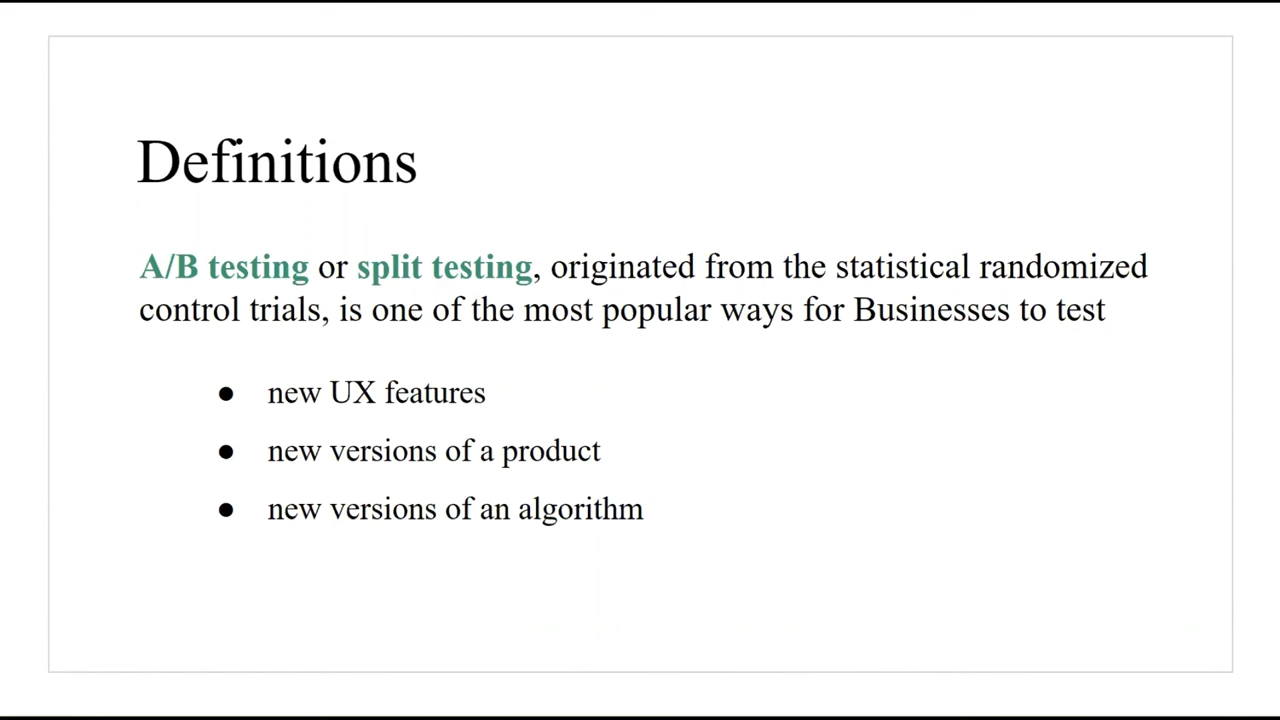 Definitions
A/B testing or split testing, originated from the statistical randomized
control trials, is one of the most popular ways for Businesses to test
● new UX features
● new versions of a product
● new versions of an algorithm